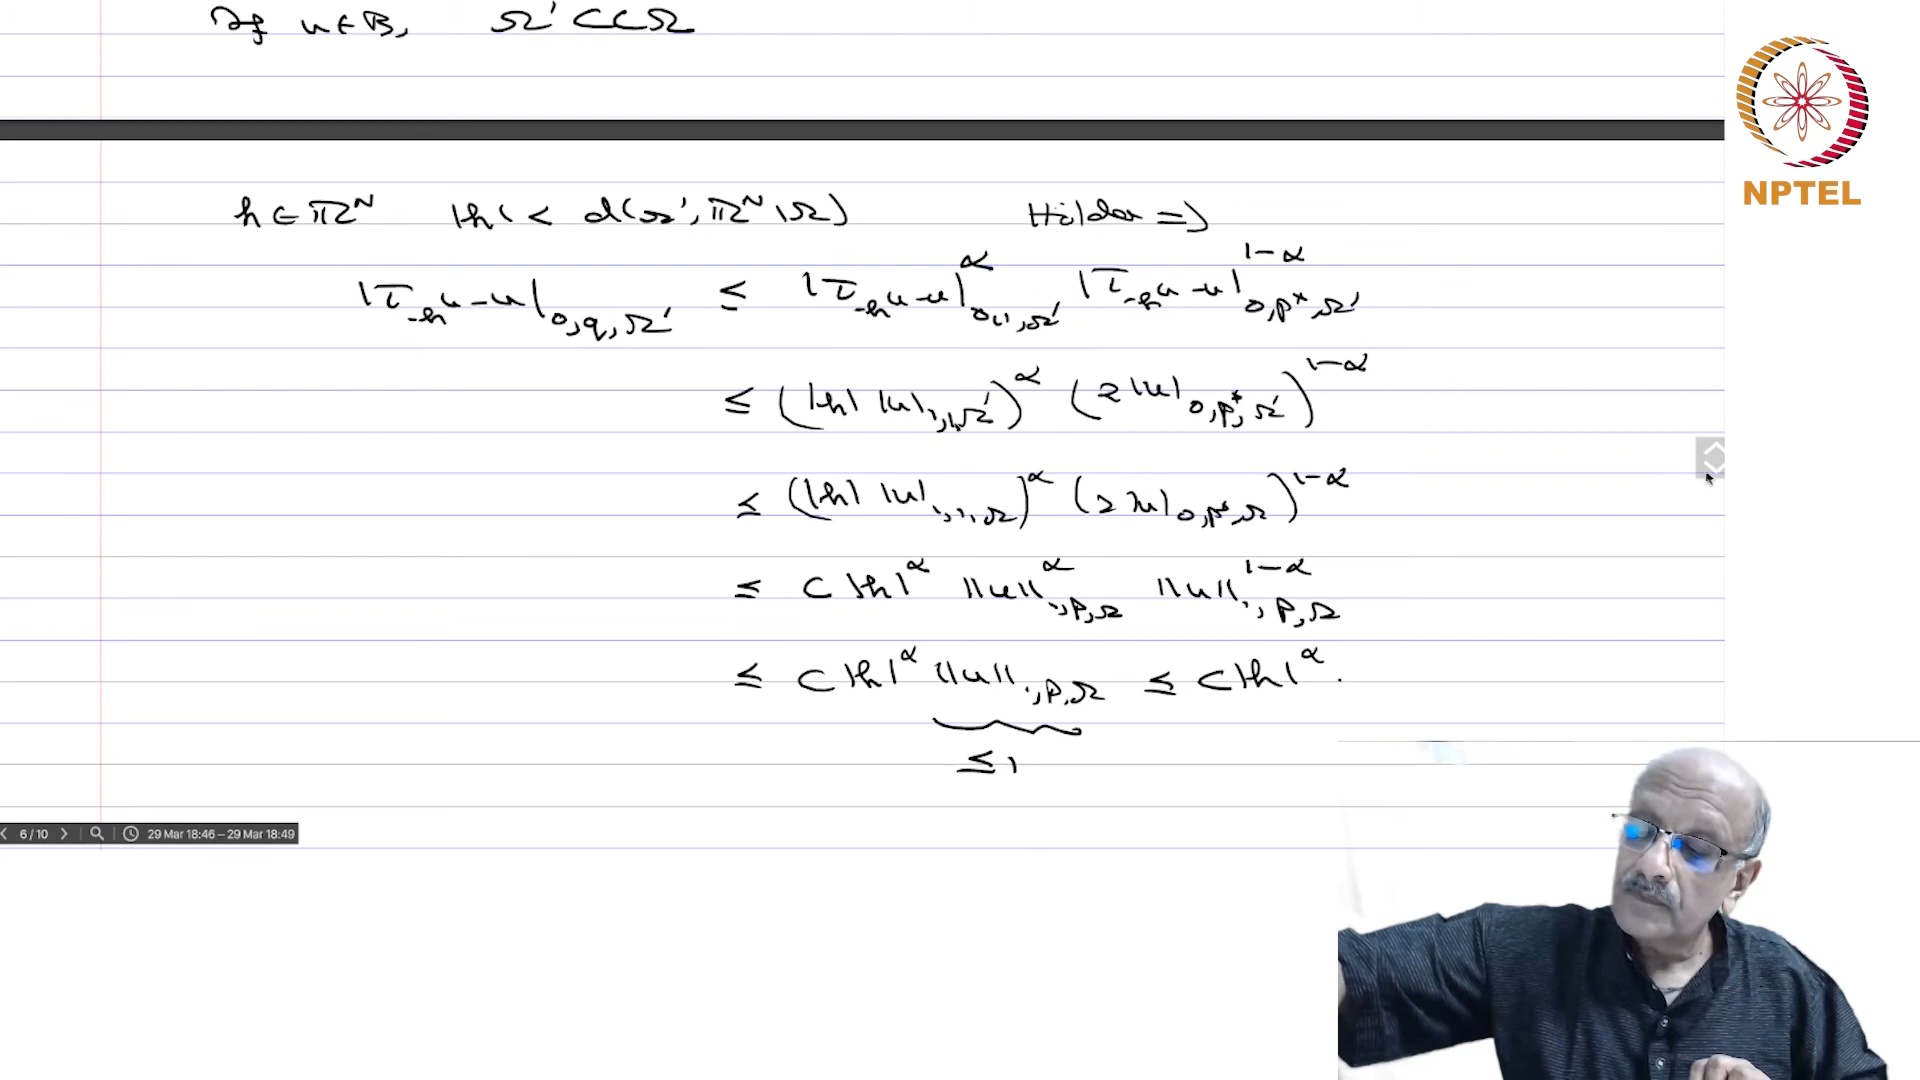 If u ∈ B, Ω' ⊂⊂ Ω
NPTEL
h ∈ ℝ^N |h| < d(Ω', ℝ^N \ Ω) Hölder ⇒
|τ_{-h}u - u|_{0,q,Ω'} ≤ |τ_{-h}u - u|^α_{0,1,Ω'} |τ_{-h}u - u|^{1-α}_{0,p*,Ω'}
≤ (|h| |u|_{1,1,Ω'})^α (2|u|_{0,p*,Ω'})^{1-α}
≤ (|h| |u|_{1,1,Ω})^α (2|u|_{0,p*,Ω})^{1-α}
≤ C|h|^α ||u||^α_{1,p,Ω} ||u||^{1-α}_{1,p,Ω}
≤ C|h|^α ||u||_{1,p,Ω} ≤ C|h|^α.
≤ 1
6 / 10 29 Mar 18:46 – 29 Mar 18:49